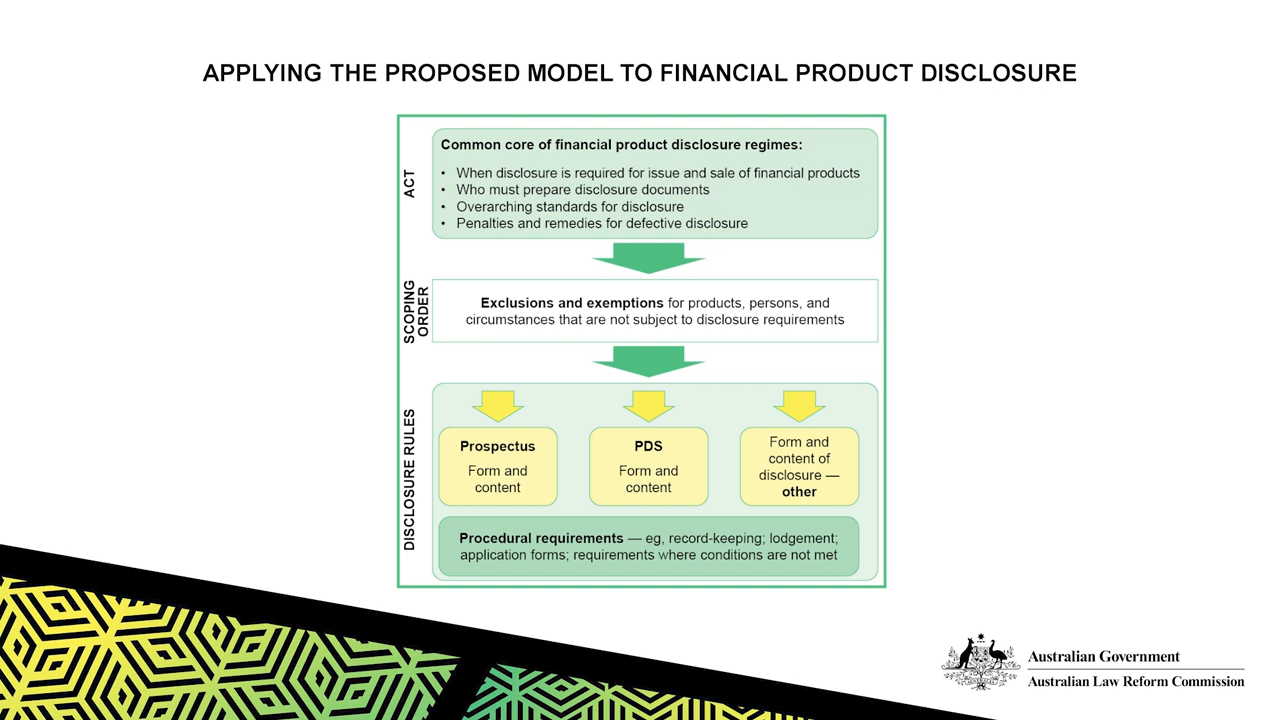 APPLYING THE PROPOSED MODEL TO FINANCIAL PRODUCT DISCLOSURE
ACT
Common core of financial product disclosure regimes:
• When disclosure is required for issue and sale of financial products
• Who must prepare disclosure documents
• Overarching standards for disclosure
• Penalties and remedies for defective disclosure
SCOPING
ORDER
Exclusions and exemptions for products, persons, and
circumstances that are not subject to disclosure requirements
DISCLOSURE RULES
Prospectus
Form and
content
PDS
Form and
content
Form and
content of
disclosure —
other
Procedural requirements — eg, record-keeping; lodgement;
application forms; requirements where conditions are not met
Australian Government
Australian Law Reform Commission